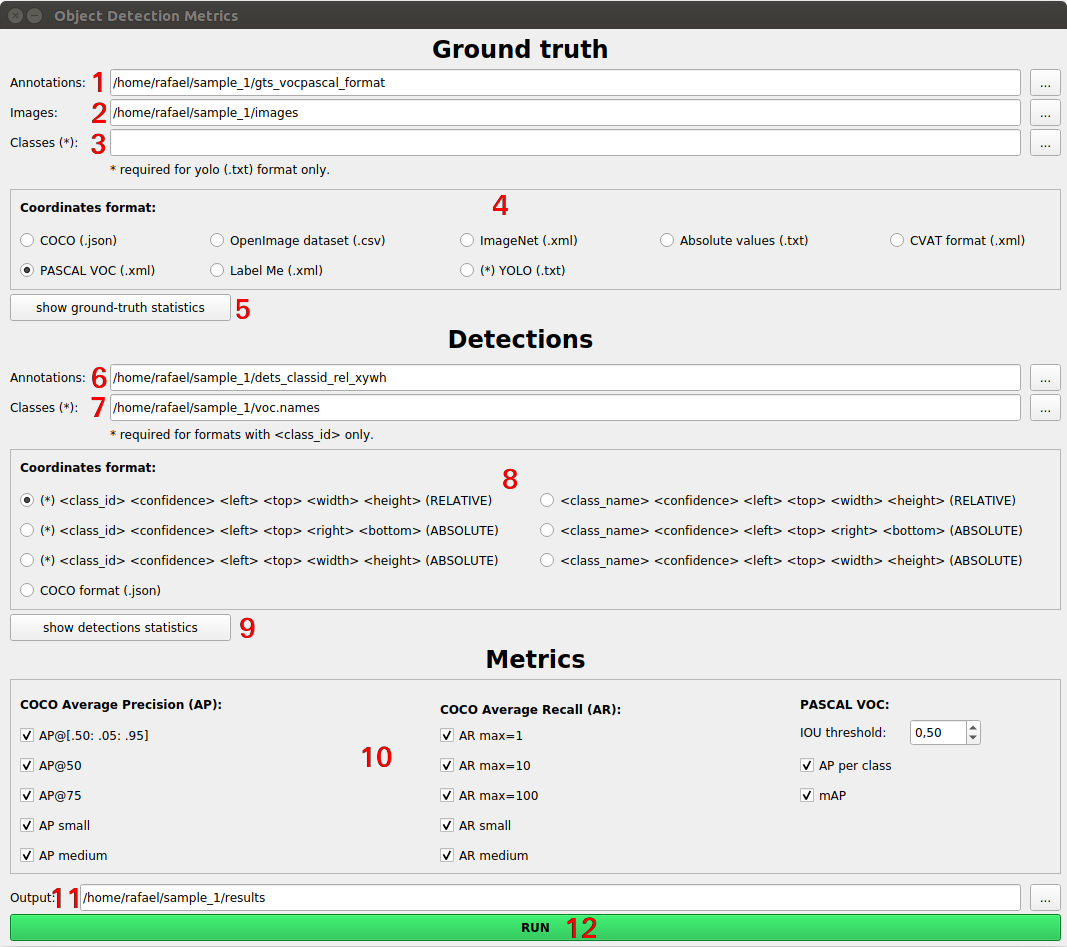 Object Detection Metrics
Ground truth
Annotations: 1 /home/rafael/sample_1/gts_vocpascal_format ...
Images: 2 /home/rafael/sample_1/images ...
Classes (*): 3 ...
* required for yolo (.txt) format only.
Coordinates format: 4
COCO (.json) OpenImage dataset (.csv) ImageNet (.xml) Absolute values (.txt) CVAT format (.xml)
PASCAL VOC (.xml) Label Me (.xml) (*) YOLO (.txt)
show ground-truth statistics 5
Detections
Annotations: 6 /home/rafael/sample_1/dets_classid_rel_xywh ...
Classes (*): 7 /home/rafael/sample_1/voc.names ...
* required for formats with <class_id> only.
Coordinates format: 8
(*) <class_id> <confidence> <left> <top> <width> <height> (RELATIVE) <class_name> <confidence> <left> <top> <width> <height> (RELATIVE)
(*) <class_id> <confidence> <left> <top> <right> <bottom> (ABSOLUTE) <class_name> <confidence> <left> <top> <right> <bottom> (ABSOLUTE)
(*) <class_id> <confidence> <left> <top> <width> <height> (ABSOLUTE) <class_name> <confidence> <left> <top> <width> <height> (ABSOLUTE)
COCO format (.json)
show detections statistics 9
Metrics
COCO Average Precision (AP): COCO Average Recall (AR): PASCAL VOC:
AP@[.50: .05: .95] AR max=1 IOU threshold: 0,50
AP@50 10 AR max=10 AP per class
AP@75 AR max=100 mAP
AP small AR small
AP medium AR medium
Output: 11 /home/rafael/sample_1/results ...
RUN 12